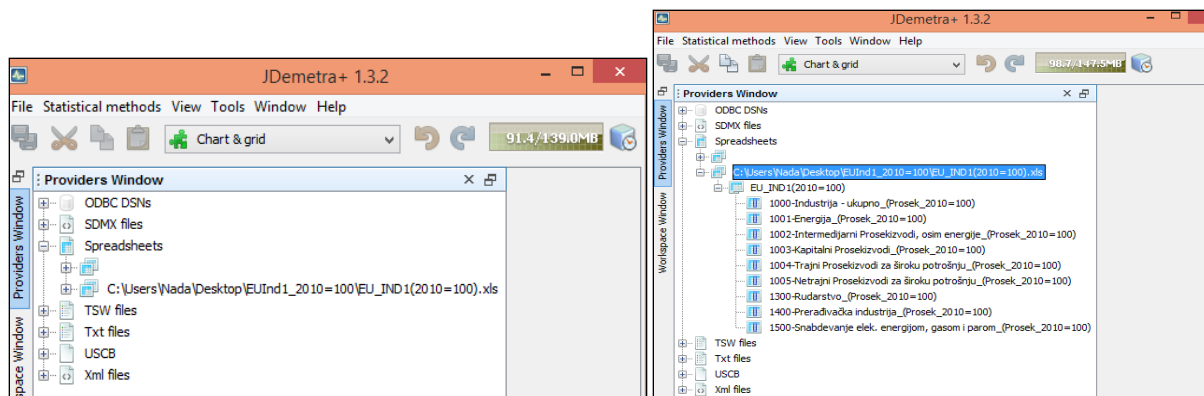 JDemetra+ 1.3.2
File Statistical methods View Tools Window Help
Chart & grid
91.4/139.0MB
Providers Window
Providers Window
space Window
ODBC DSNs
SDMX files
Spreadsheets
C:\Users\Nada\Desktop\EUInd1_2010=100\EU_IND1(2010=100).xls
TSW files
Txt files
USCB
Xml files
JDemetra+ 1.3.2
File Statistical methods View Tools Window Help
Chart & grid
98.7/147.5MB
Providers Window
Providers Window
Workspace Window
ODBC DSNs
SDMX files
Spreadsheets
C:\Users\Nada\Desktop\EUInd1_2010=100\EU_IND1(2010=100).xls
EU_IND1(2010=100)
1000-Industrija - ukupno_(Prosek_2010=100)
1001-Energija_(Prosek_2010=100)
1002-Intermedijarni Prosekizvodi, osim energije_(Prosek_2010=100)
1003-Kapitalni Prosekizvodi_(Prosek_2010=100)
1004-Trajni Prosekizvodi za široku potrošnju_(Prosek_2010=100)
1005-Netrajni Prosekizvodi za široku potrošnju_(Prosek_2010=100)
1300-Rudarstvo_(Prosek_2010=100)
1400-Prerađivačka industrija_(Prosek_2010=100)
1500-Snabdevanje elek. energijom, gasom i parom_(Prosek_2010=100)
TSW files
Txt files
USCB
Xml files